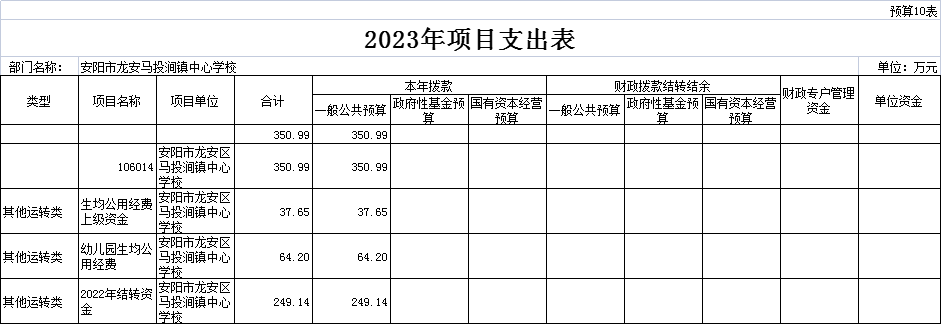 预算10表
2023年项目支出表
部门名称： 安阳市龙安马投涧镇中心学校 单位：万元
类型 项目名称 项目单位 合计 本年拨款 财政拨款结转结余 财政专户管理资金 单位资金
一般公共预算 政府性基金预算 国有资本经营预算 一般公共预算 政府性基金预算 国有资本经营预算
350.99 350.99
106014 安阳市龙安区马投涧镇中心学校 350.99 350.99
其他运转类 生均公用经费上级资金 安阳市龙安区马投涧镇中心学校 37.65 37.65
其他运转类 幼儿园生均公用经费 安阳市龙安区马投涧镇中心学校 64.20 64.20
其他运转类 2022年结转资金 安阳市龙安区马投涧镇中心学校 249.14 249.14